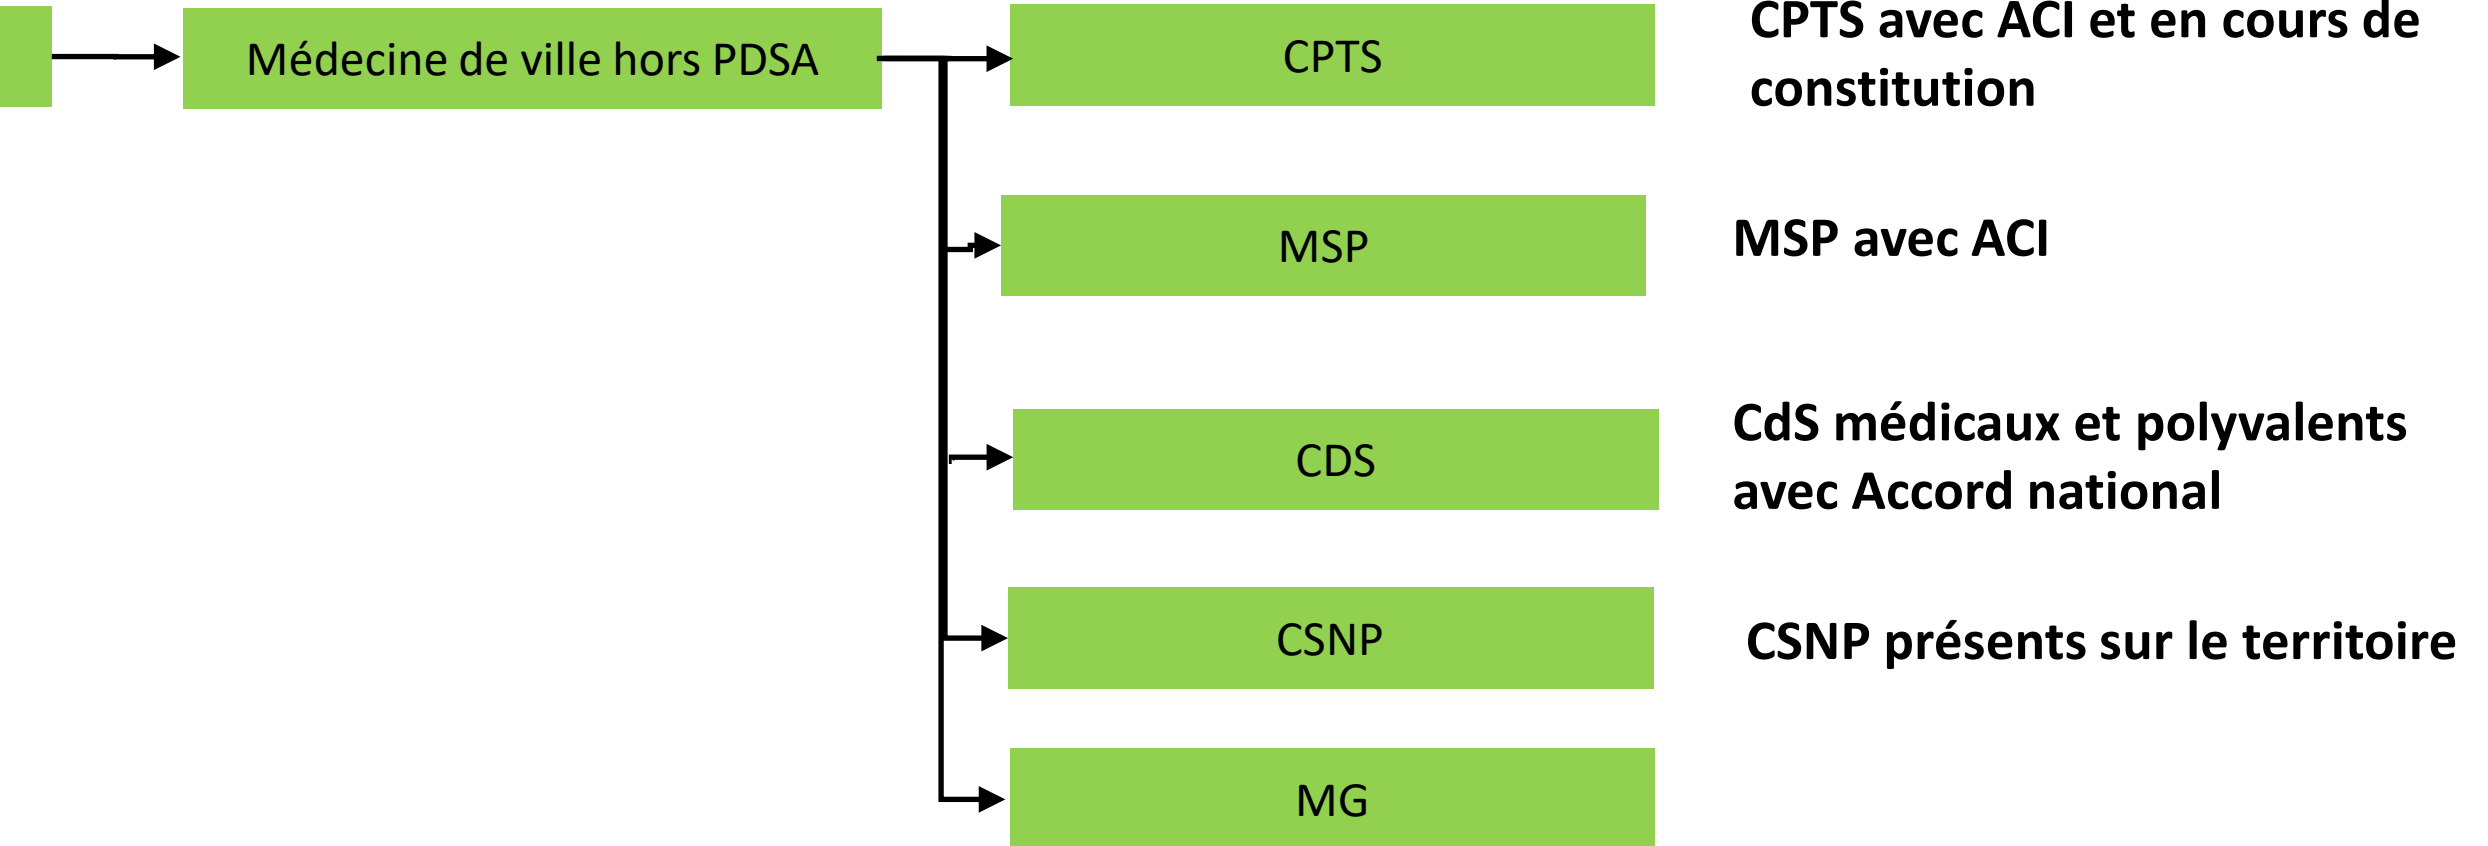 Médecine de ville hors PDSA
CPTS
CPTS avec ACI et en cours de
constitution
MSP
MSP avec ACI
CDS
CdS médicaux et polyvalents
avec Accord national
CSNP
CSNP présents sur le territoire
MG